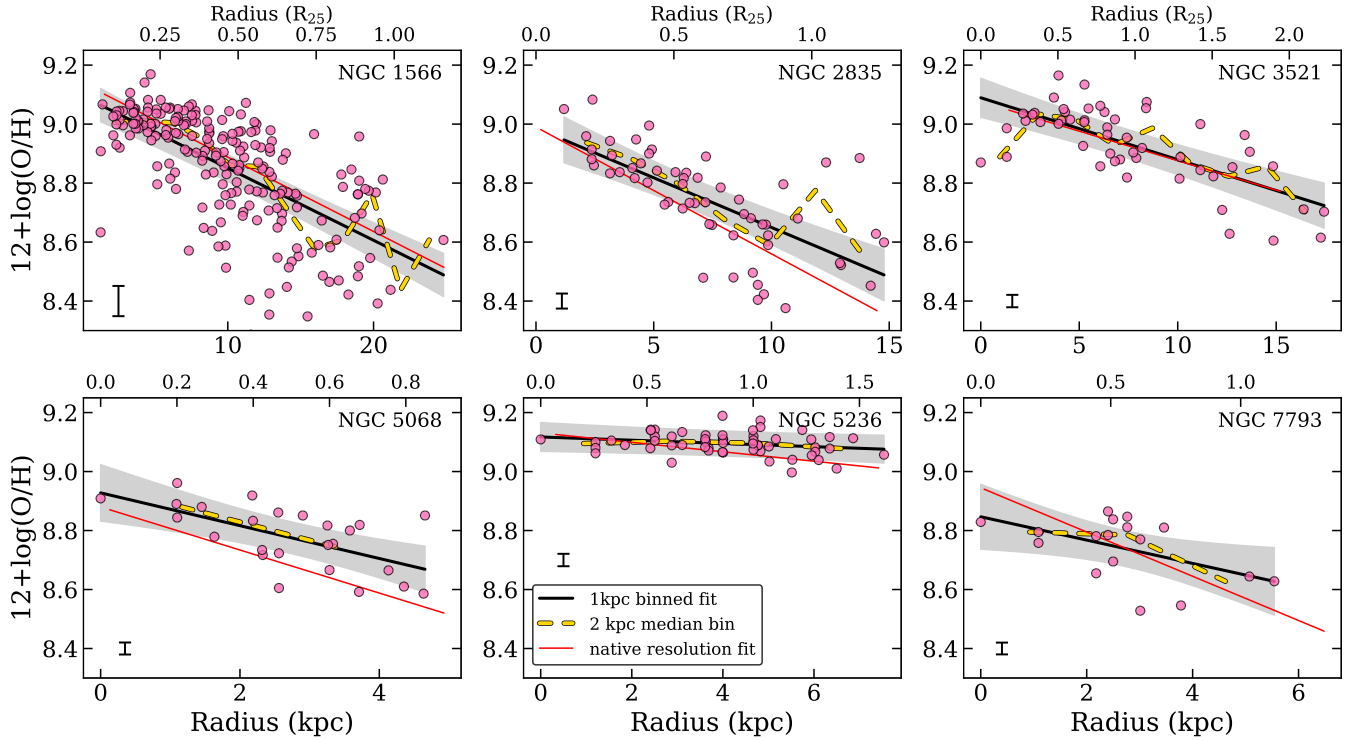 Radius (R25) Radius (R25) Radius (R25)
0.25 0.50 0.75 1.00 0.0 0.5 1.0 0.0 0.5 1.0 1.5 2.0
NGC 1566 NGC 2835 NGC 3521
12+log(O/H)
9.2
9.0
8.8
8.6
8.4
10 20 0 5 10 15 0 5 10 15
0.0 0.2 0.4 0.6 0.8 0.0 0.5 1.0 1.5 0.0 0.5 1.0
NGC 5068 NGC 5236 NGC 7793
12+log(O/H)
9.2
9.0
8.8
8.6
8.4
1kpc binned fit
2 kpc median bin
native resolution fit
0 2 4 0 2 4 6 0 2 4 6
Radius (kpc) Radius (kpc) Radius (kpc)